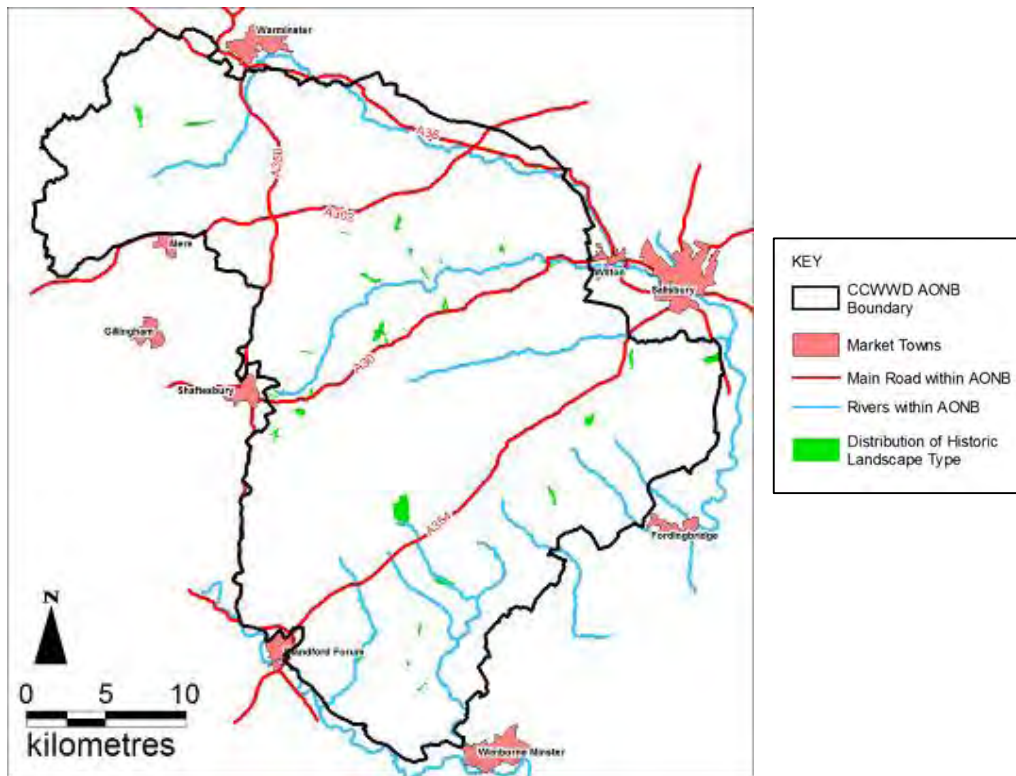 Warminster
A36
A350
A303
Mere
Wilton
Salisbury
Gillingham
A30
Shaftesbury
A354
Fordingbridge
N
Blandford Forum
0 5 10
kilometres
Wimborne Minster
KEY
CCWWD AONB
Boundary
Market Towns
Main Road within AONB
Rivers within AONB
Distribution of Historic
Landscape Type